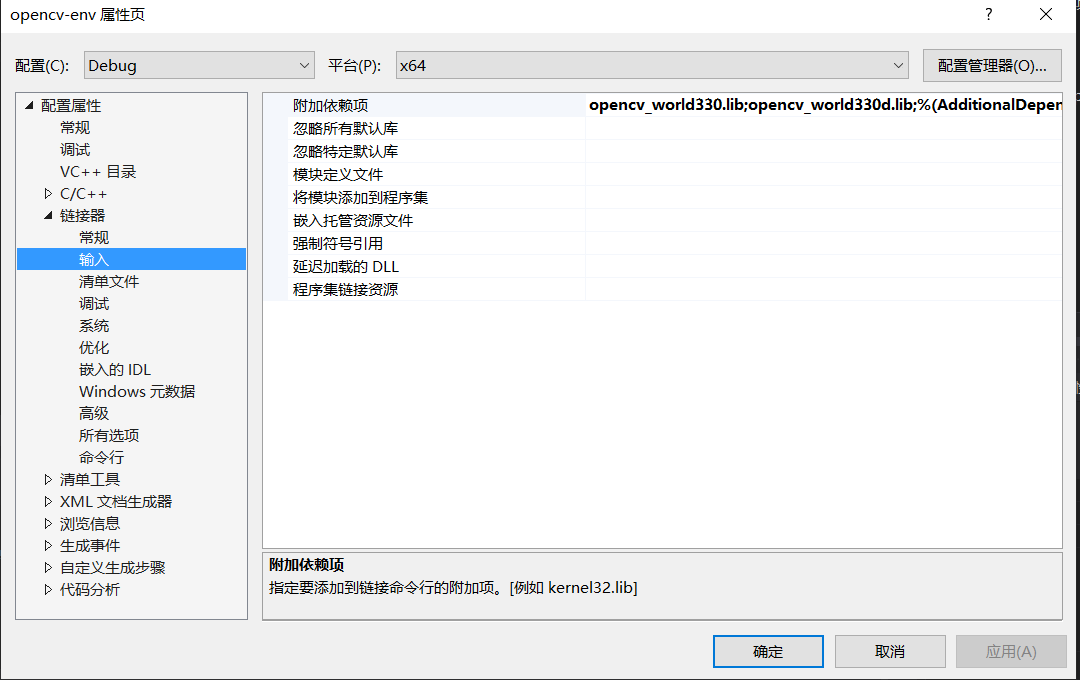 opencv-env 属性页
配置(C): Debug 平台(P): x64 配置管理器(O)...
配置属性
常规
调试
VC++ 目录
C/C++
链接器
常规
输入
清单文件
调试
系统
优化
嵌入的 IDL
Windows 元数据
高级
所有选项
命令行
清单工具
XML 文档生成器
浏览信息
生成事件
自定义生成步骤
代码分析
附加依赖项 opencv_world330.lib;opencv_world330d.lib;%(AdditionalDepen
忽略所有默认库
忽略特定默认库
模块定义文件
将模块添加到程序集
嵌入托管资源文件
强制符号引用
延迟加载的 DLL
程序集链接资源
附加依赖项
指定要添加到链接命令行的附加项。[例如 kernel32.lib]
确定 取消 应用(A)